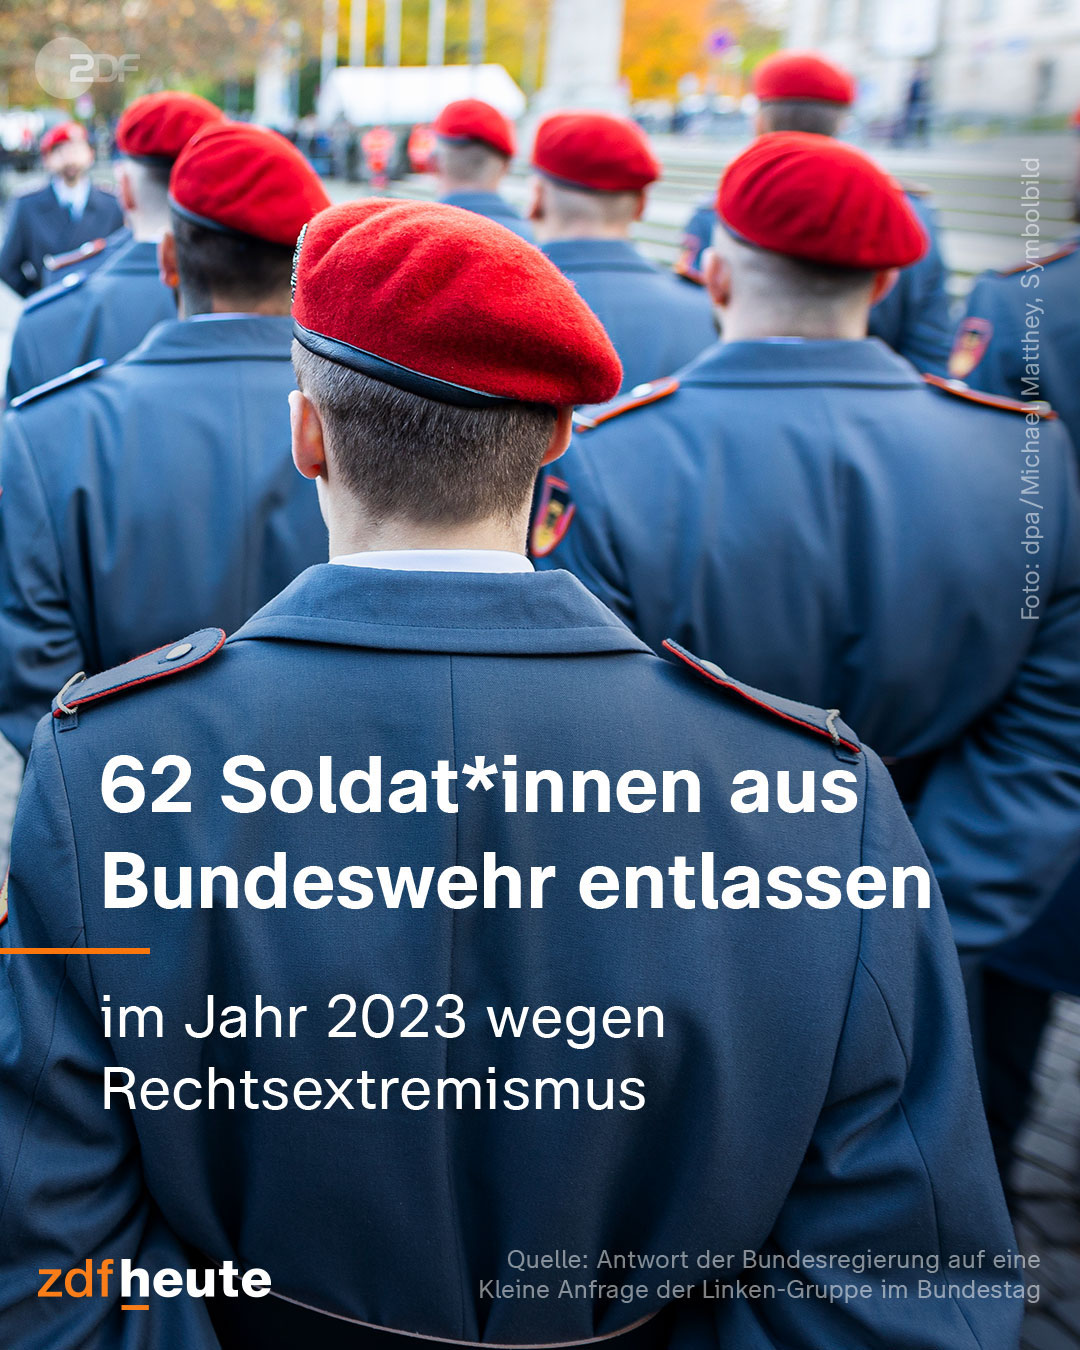 ZDF
Foto: dpa/Michael Matthey, Symbolbild
62 Soldat*innen aus
Bundeswehr entlassen
im Jahr 2023 wegen
Rechtsextremismus
zdfheute
Quelle: Antwort der Bundesregierung auf eine
Kleine Anfrage der Linken-Gruppe im Bundestag